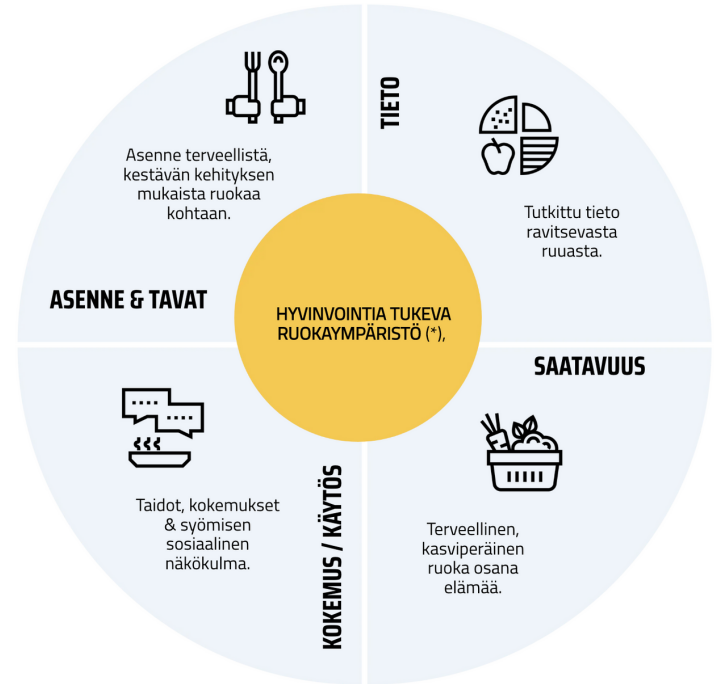 TIETO
Asenne terveellistä,
kestävän kehityksen
mukaista ruokaa
kohtaan.
ASENNE & TAVAT
Tutkittu tieto
ravitsevasta
ruuasta.
HYVINVOINTIA TUKEVA
RUOKAYMPÄRISTÖ (*),
SAATAVUUS
Taidot, kokemukset
& syömisen
sosiaalinen
näkökulma.
KOKEMUS / KÄYTÖS
Terveellinen,
kasviperäinen
ruoka osana
elämää.